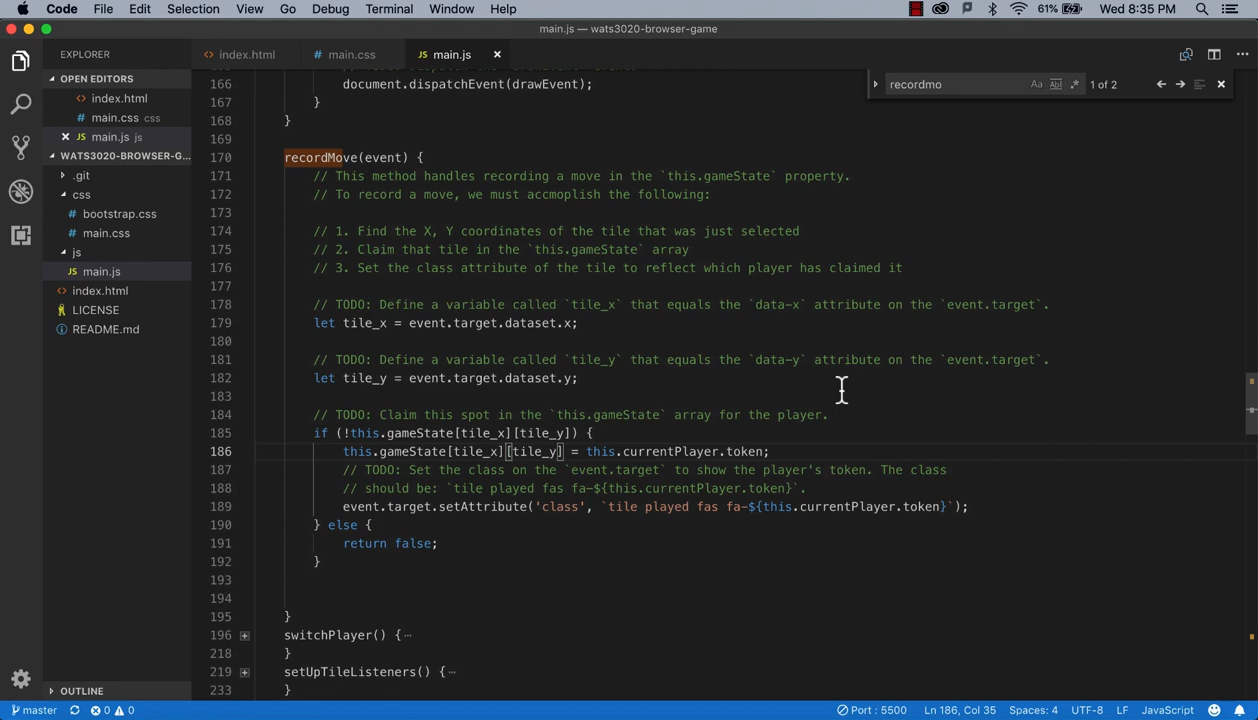 Code File Edit Selection View Go Debug Terminal Window Help 61% Wed 8:35 PM
main.js — wats3020-browser-game
EXPLORER
index.html main.css main.js
OPEN EDITORS
index.html
main.css css
main.js js
WATS3020-BROWSER-G...
.git
css
bootstrap.css
main.css
js
main.js
index.html
LICENSE
README.md
OUTLINE
recordmo Aa Abl .* 1 of 2
166 document.dispatchEvent(drawEvent);
167 }
168 }
169
170 recordMove(event) {
171 // This method handles recording a move in the `this.gameState` property.
172 // To record a move, we must accmoplish the following:
173
174 // 1. Find the X, Y coordinates of the tile that was just selected
175 // 2. Claim that tile in the `this.gameState` array
176 // 3. Set the class attribute of the tile to reflect which player has claimed it
177
178 // TODO: Define a variable called `tile_x` that equals the `data-x` attribute on the `event.target`.
179 let tile_x = event.target.dataset.x;
180
181 // TODO: Define a variable called `tile_y` that equals the `data-y` attribute on the `event.target`.
182 let tile_y = event.target.dataset.y;
183
184 // TODO: Claim this spot in the `this.gameState` array for the player.
185 if (!this.gameState[tile_x][tile_y]) {
186 this.gameState[tile_x][tile_y] = this.currentPlayer.token;
187 // TODO: Set the class on the `event.target` to show the player's token. The class
188 // should be: `tile played fas fa-${this.currentPlayer.token}`.
189 event.target.setAttribute('class', `tile played fas fa-${this.currentPlayer.token}`);
190 } else {
191 return false;
192 }
193
194
195 }
196 switchPlayer() {⋯
218 }
219 setUpTileListeners() {⋯
233 }
master 0 0 Port : 5500 Ln 186, Col 35 Spaces: 4 UTF-8 LF JavaScript